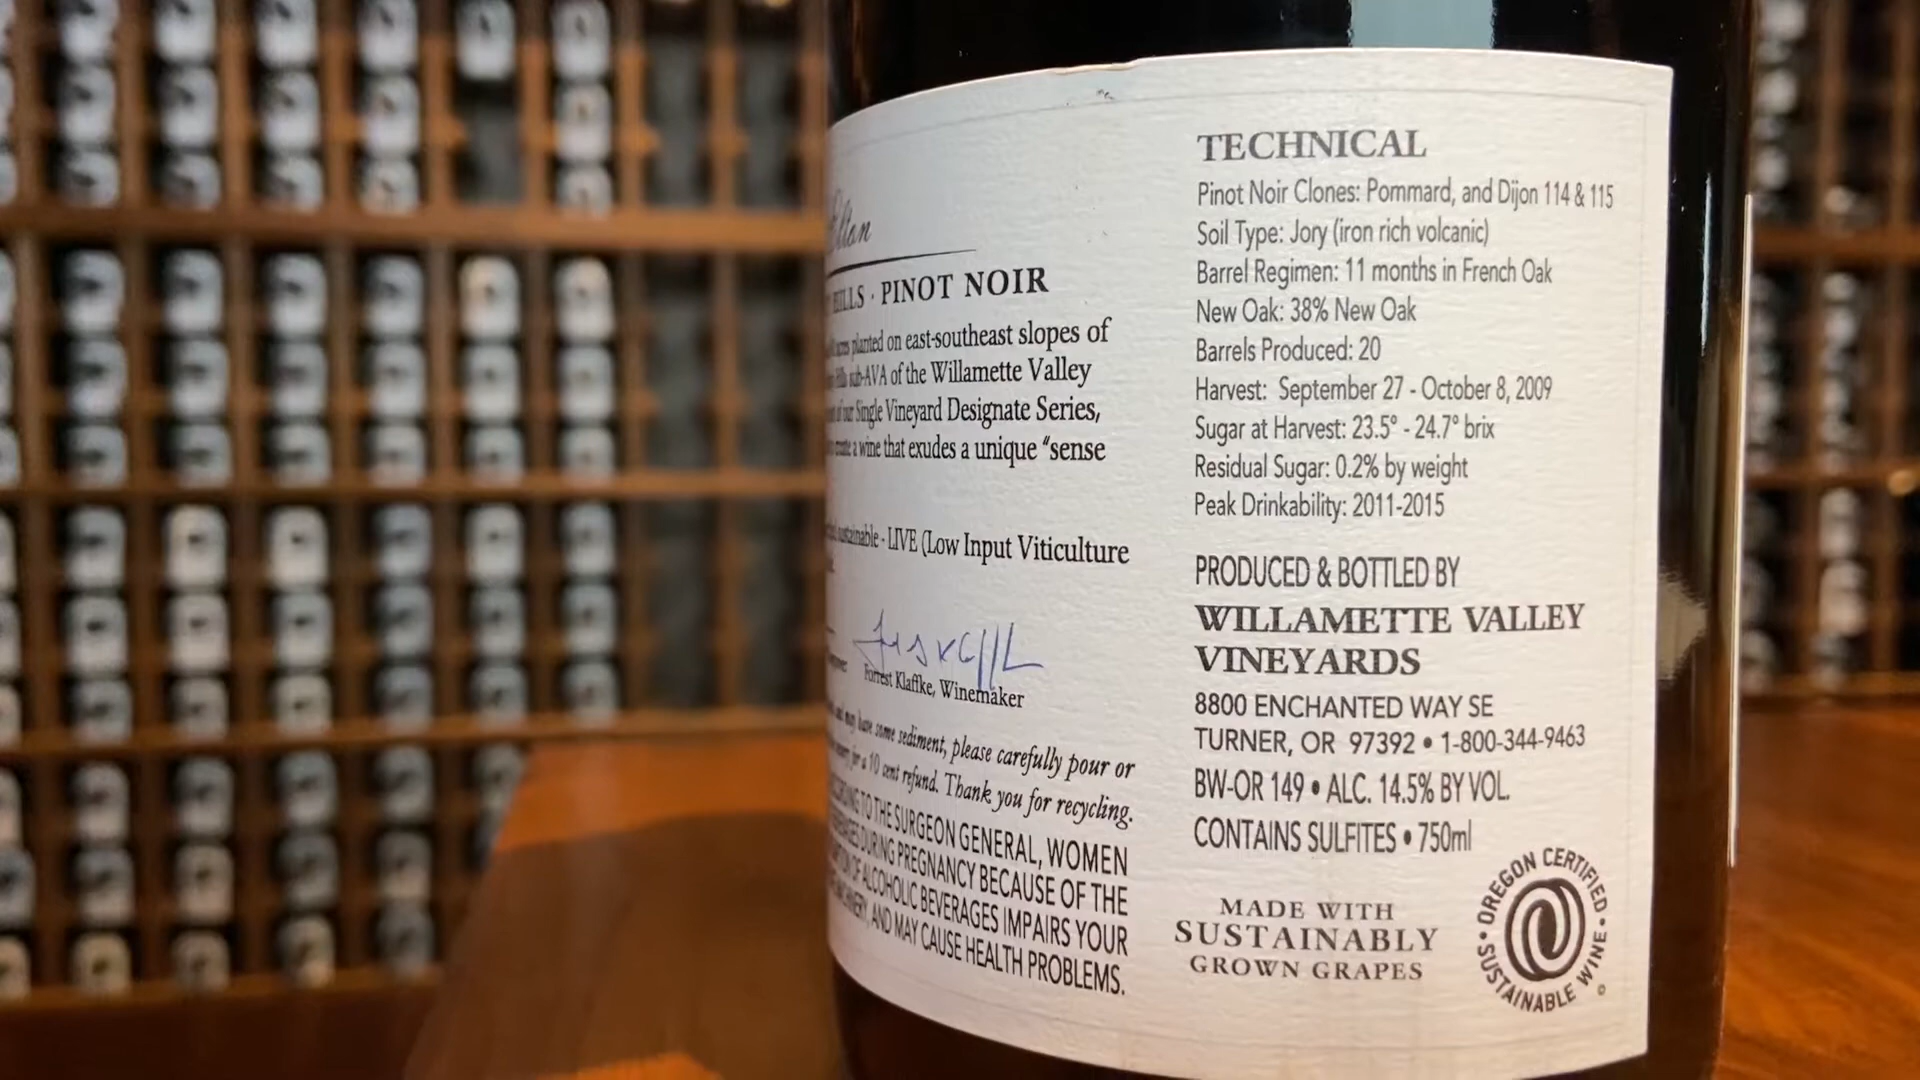 HILLS · PINOT NOIR
planted on east-southeast slopes of
sub-AVA of the Willamette Valley
of our Single Vineyard Designate Series,
create a wine that exudes a unique “sense
sustainable - LIVE (Low Input Viticulture
Forrest Klaffke, Winemaker
and may have some sediment, please carefully pour or
for a 10 cent refund. Thank you for recycling.
TO THE SURGEON GENERAL, WOMEN
DURING PREGNANCY BECAUSE OF THE
OF ALCOHOLIC BEVERAGES IMPAIRS YOUR
AND MAY CAUSE HEALTH PROBLEMS.
TECHNICAL
Pinot Noir Clones: Pommard, and Dijon 114 & 115
Soil Type: Jory (iron rich volcanic)
Barrel Regimen: 11 months in French Oak
New Oak: 38% New Oak
Barrels Produced: 20
Harvest: September 27 - October 8, 2009
Sugar at Harvest: 23.5° - 24.7° brix
Residual Sugar: 0.2% by weight
Peak Drinkability: 2011-2015
PRODUCED & BOTTLED BY
WILLAMETTE VALLEY
VINEYARDS
8800 ENCHANTED WAY SE
TURNER, OR 97392 • 1-800-344-9463
BW-OR 149 • ALC. 14.5% BY VOL.
CONTAINS SULFITES • 750ml
MADE WITH
SUSTAINABLY
GROWN GRAPES
• OREGON CERTIFIED •
SUSTAINABLE WINE